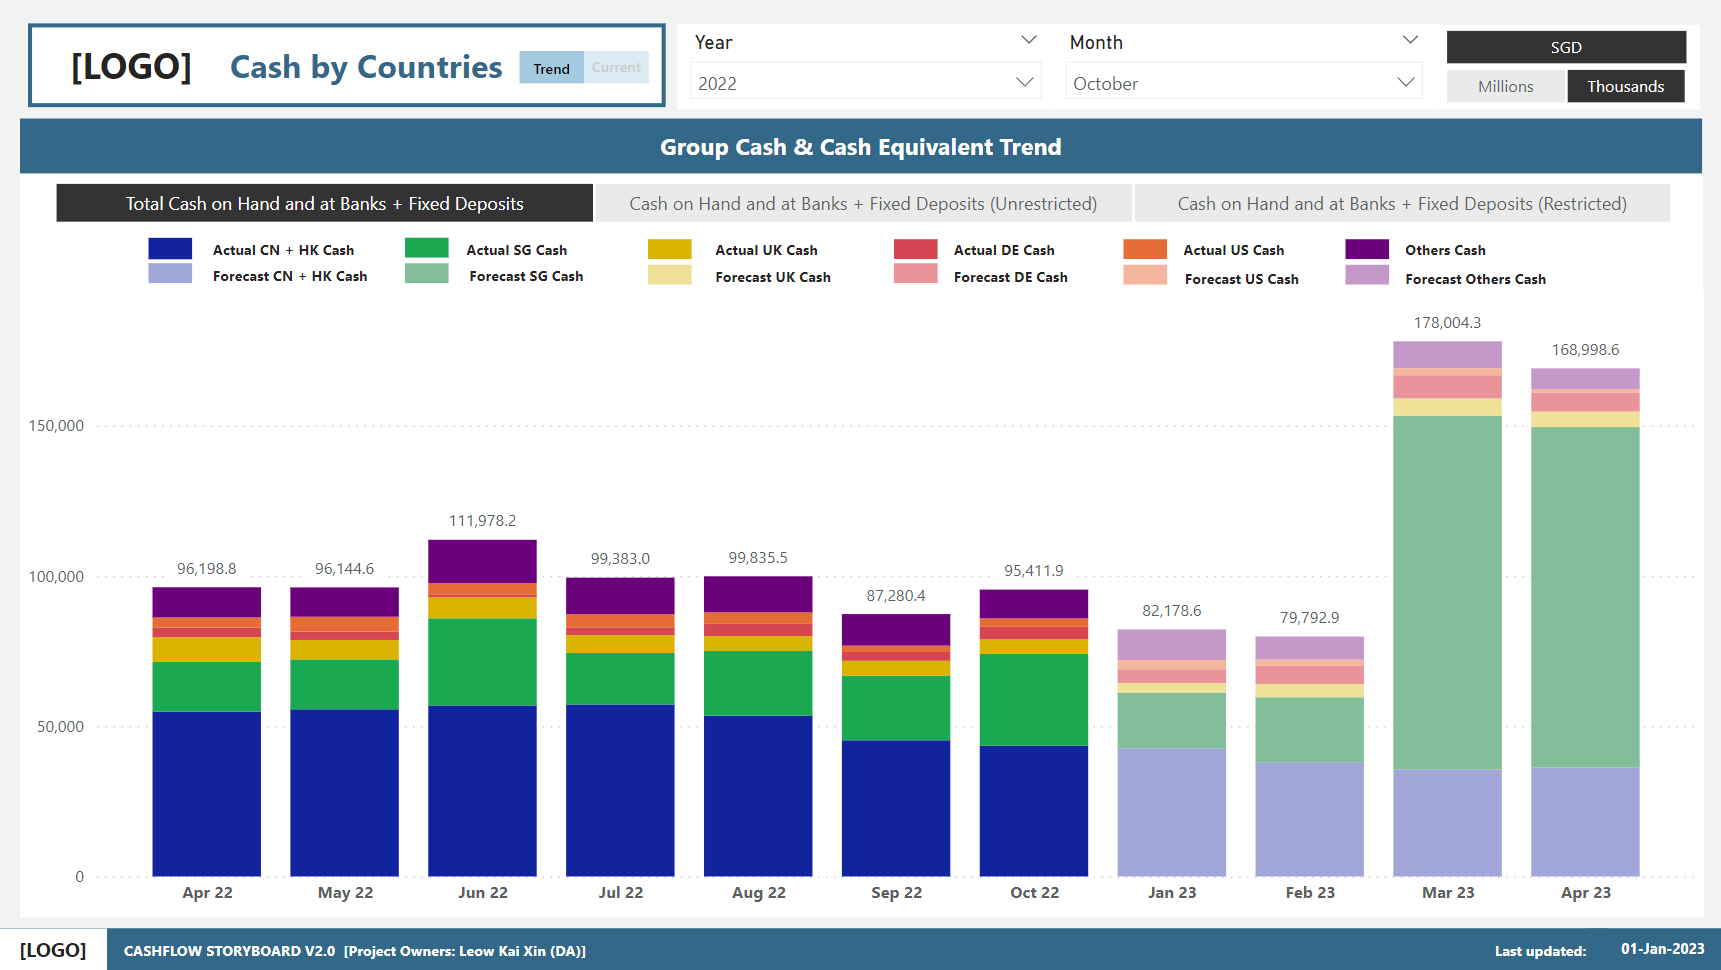 [LOGO]
Cash by Countries
Trend
Current
Year
2022
Month
October
SGD
Millions
Thousands
Group Cash & Cash Equivalent Trend
Total Cash on Hand and at Banks + Fixed Deposits
Cash on Hand and at Banks + Fixed Deposits (Unrestricted)
Cash on Hand and at Banks + Fixed Deposits (Restricted)
Actual CN + HK Cash
Actual SG Cash
Actual UK Cash
Actual DE Cash
Actual US Cash
Others Cash
Forecast CN + HK Cash
Forecast SG Cash
Forecast UK Cash
Forecast DE Cash
Forecast US Cash
Forecast Others Cash
150,000
100,000
50,000
0
96,198.8
96,144.6
111,978.2
99,383.0
99,835.5
87,280.4
95,411.9
82,178.6
79,792.9
178,004.3
168,998.6
Apr 22
May 22
Jun 22
Jul 22
Aug 22
Sep 22
Oct 22
Jan 23
Feb 23
Mar 23
Apr 23
[LOGO]
CASHFLOW STORYBOARD V2.0 [Project Owners: Leow Kai Xin (DA)]
Last updated:
01-Jan-2023